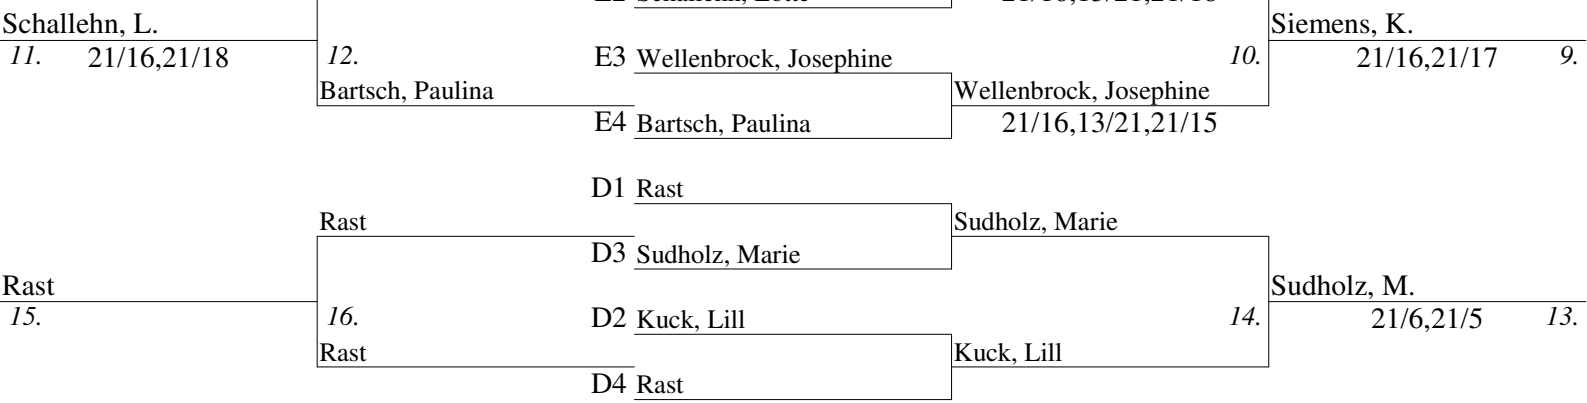 Schallehn, L.
Siemens, K.
11. 21/16,21/18 12. E3 Wellenbrock, Josephine 10. 21/16,21/17 9.
Bartsch, Paulina Wellenbrock, Josephine
E4 Bartsch, Paulina 21/16,13/21,21/15
D1 Rast
Rast Sudholz, Marie
D3 Sudholz, Marie
Rast Sudholz, M.
15. 16. D2 Kuck, Lill 14. 21/6,21/5 13.
Rast Kuck, Lill
D4 Rast